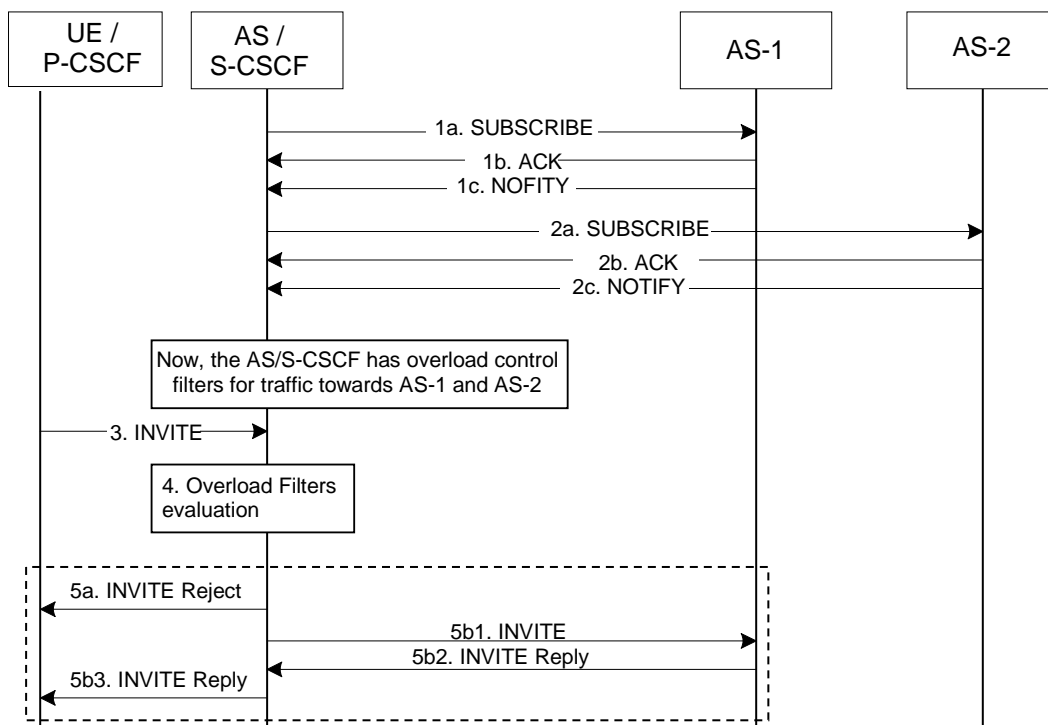 UE /
P-CSCF
AS /
S-CSCF
AS-1
AS-2
1a. SUBSCRIBE
1b. ACK
1c. NOFITY
2a. SUBSCRIBE
2b. ACK
2c. NOTIFY
Now, the AS/S-CSCF has overload control
filters for traffic towards AS-1 and AS-2
3. INVITE
4. Overload Filters
evaluation
5a. INVITE Reject
5b1. INVITE
5b2. INVITE Reply
5b3. INVITE Reply